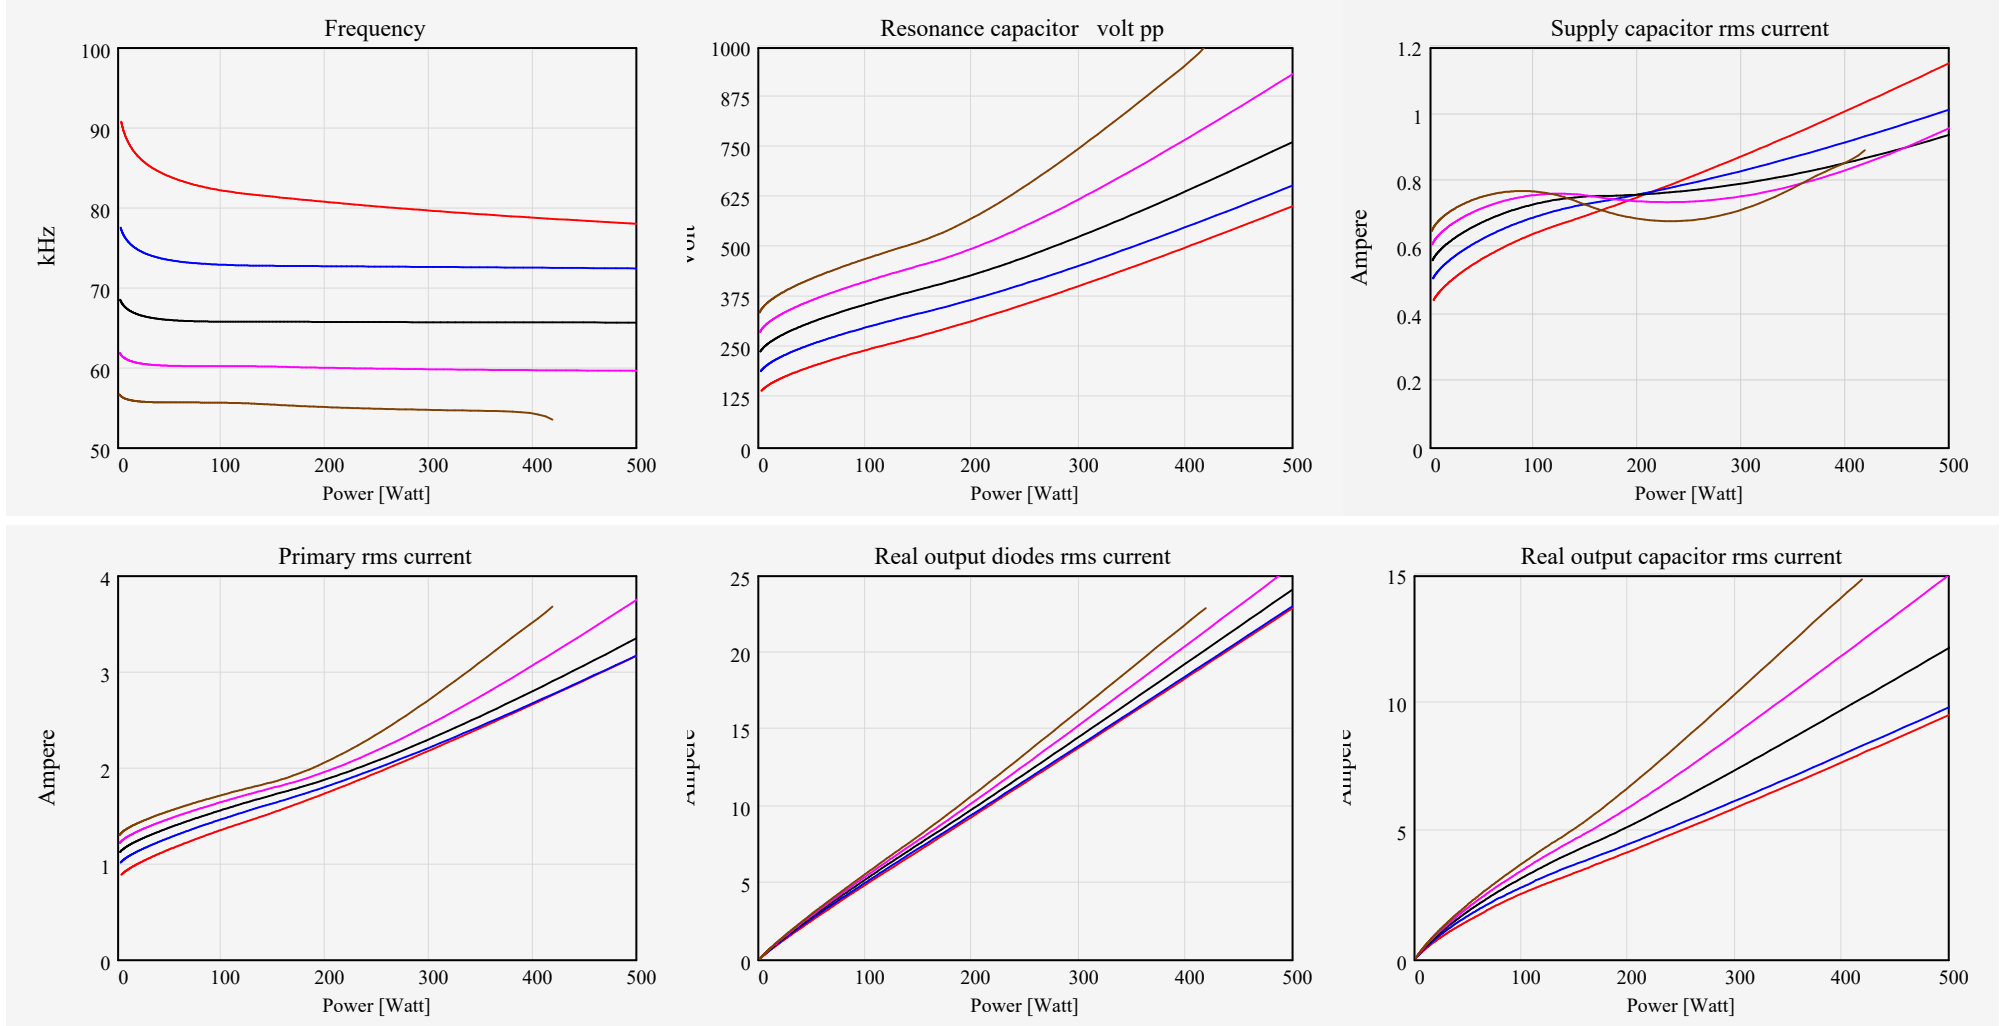 Frequency
100
90
80
70
60
50
kHz
0 100 200 300 400 500
Power [Watt]
Resonance capacitor volt pp
1000
875
750
625
500
375
250
125
0
Volt
0 100 200 300 400 500
Power [Watt]
Supply capacitor rms current
1.2
1
0.8
0.6
0.4
0.2
0
Ampere
0 100 200 300 400 500
Power [Watt]
Primary rms current
4
3
2
1
0
Ampere
0 100 200 300 400 500
Power [Watt]
Real output diodes rms current
25
20
15
10
5
0
Ampere
0 100 200 300 400 500
Power [Watt]
Real output capacitor rms current
15
10
5
0
Ampere
0 100 200 300 400 500
Power [Watt]